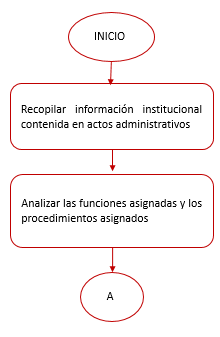 INICIO
Recopilar información institucional
contenida en actos administrativos
Analizar las funciones asignadas y los
procedimientos asignados
A